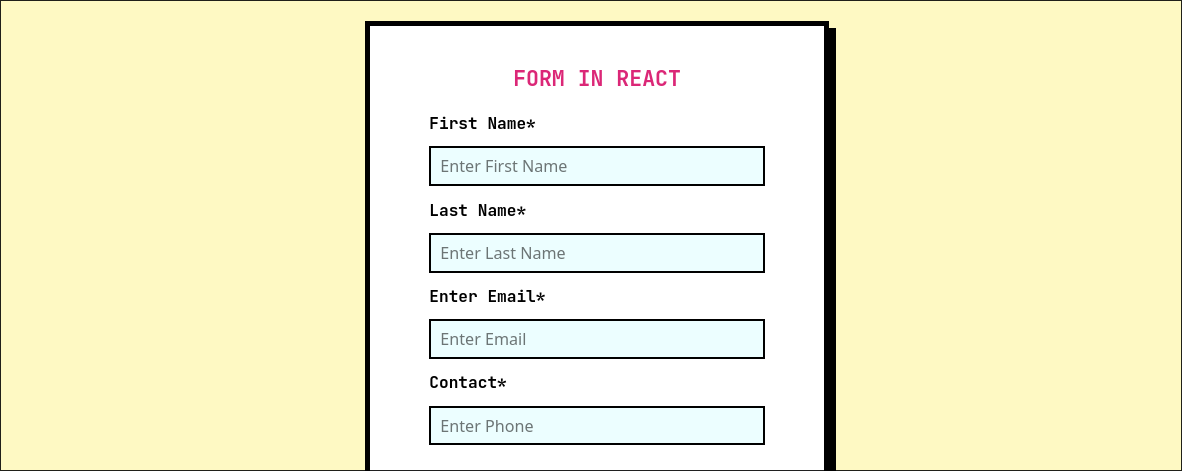 FORM IN REACT
First Name*
Enter First Name
Last Name*
Enter Last Name
Enter Email*
Enter Email
Contact*
Enter Phone